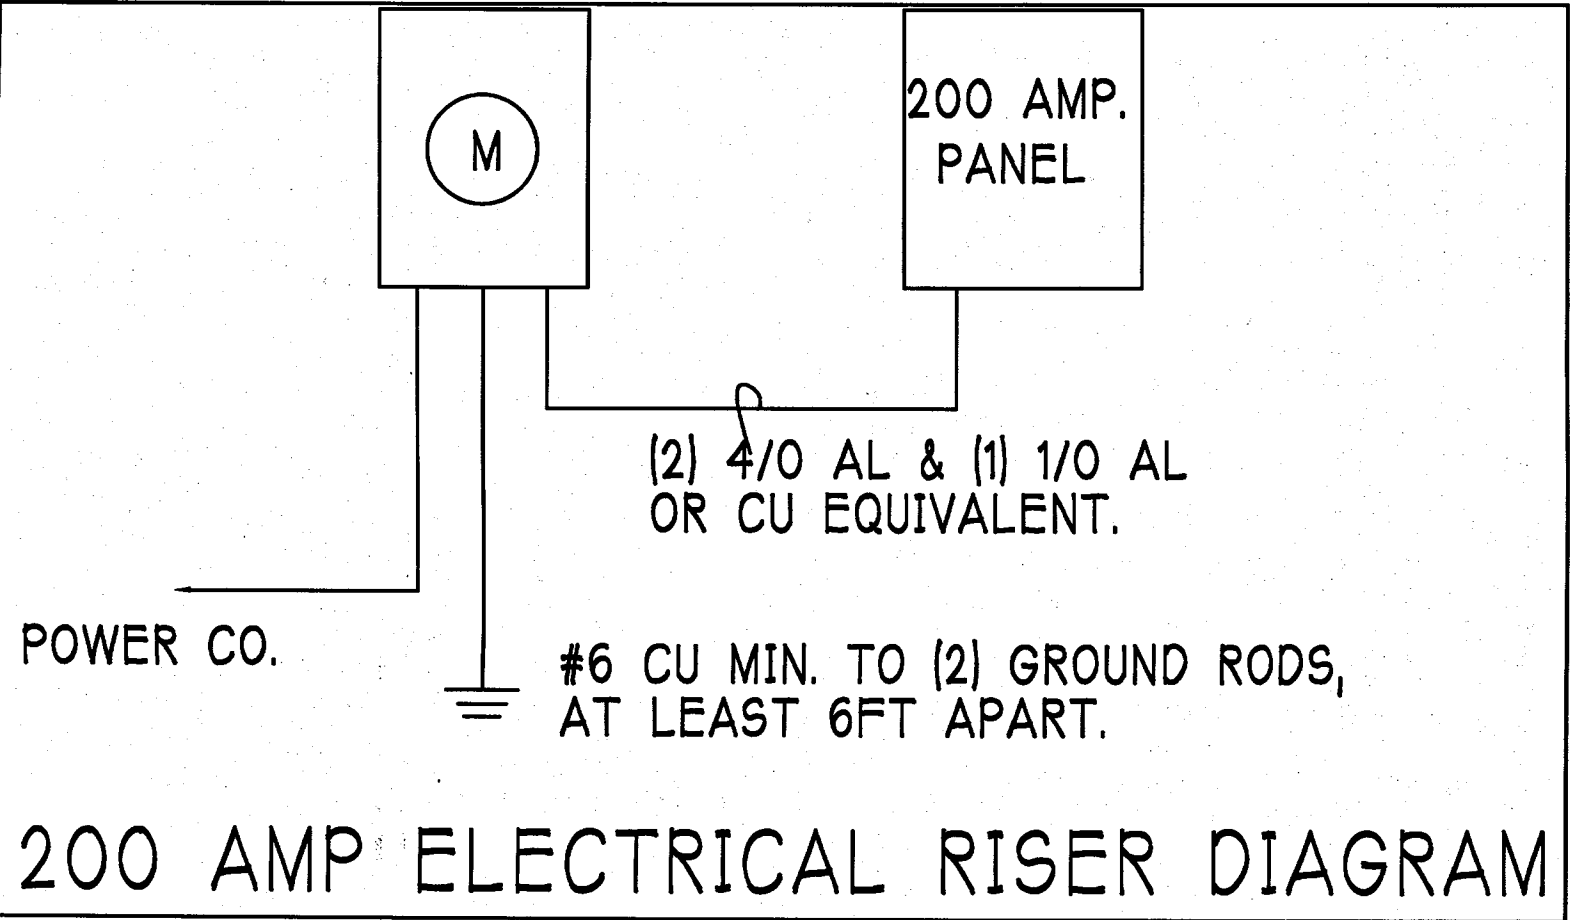 M
200 AMP.
PANEL
(2) 4/0 AL & (1) 1/0 AL
OR CU EQUIVALENT.
POWER CO.
#6 CU MIN. TO (2) GROUND RODS,
AT LEAST 6FT APART.
200 AMP ELECTRICAL RISER DIAGRAM